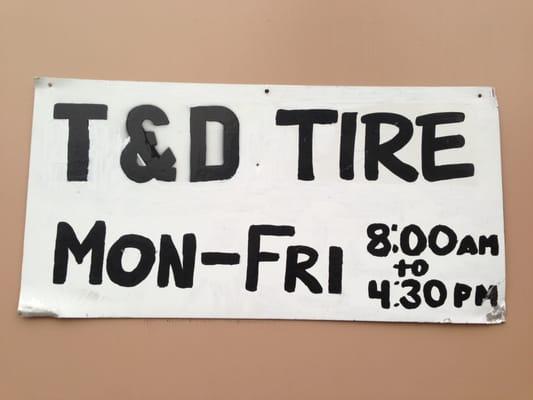 T&D TIRE
MON-FRI 8:00AM
to
4:30PM